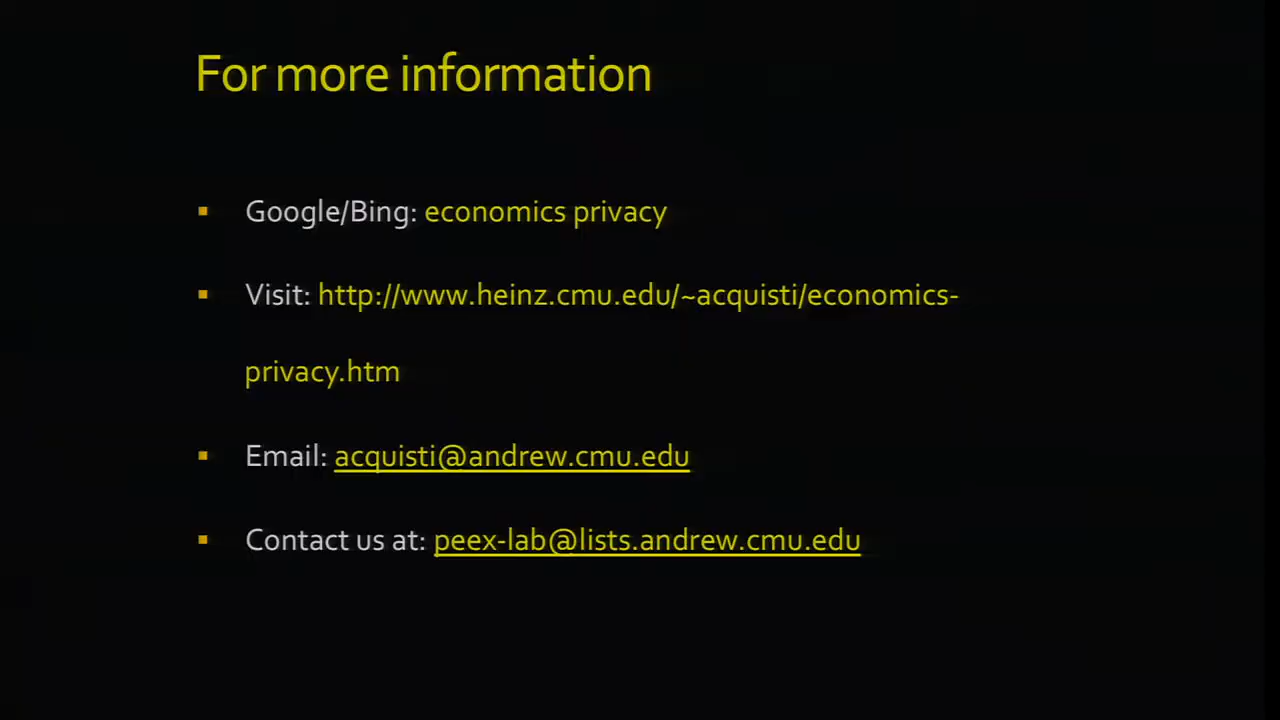 For more information
Google/Bing: economics privacy
Visit: http://www.heinz.cmu.edu/~acquisti/economics-
privacy.htm
Email: acquisti@andrew.cmu.edu
Contact us at: peex-lab@lists.andrew.cmu.edu